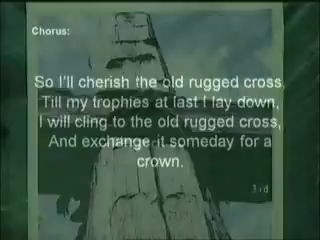 Chorus:
So I'll cherish the old rugged cross,
Till my trophies at last I lay down,
I will cling to the old rugged cross,
And exchange it someday for a
crown.
3rd